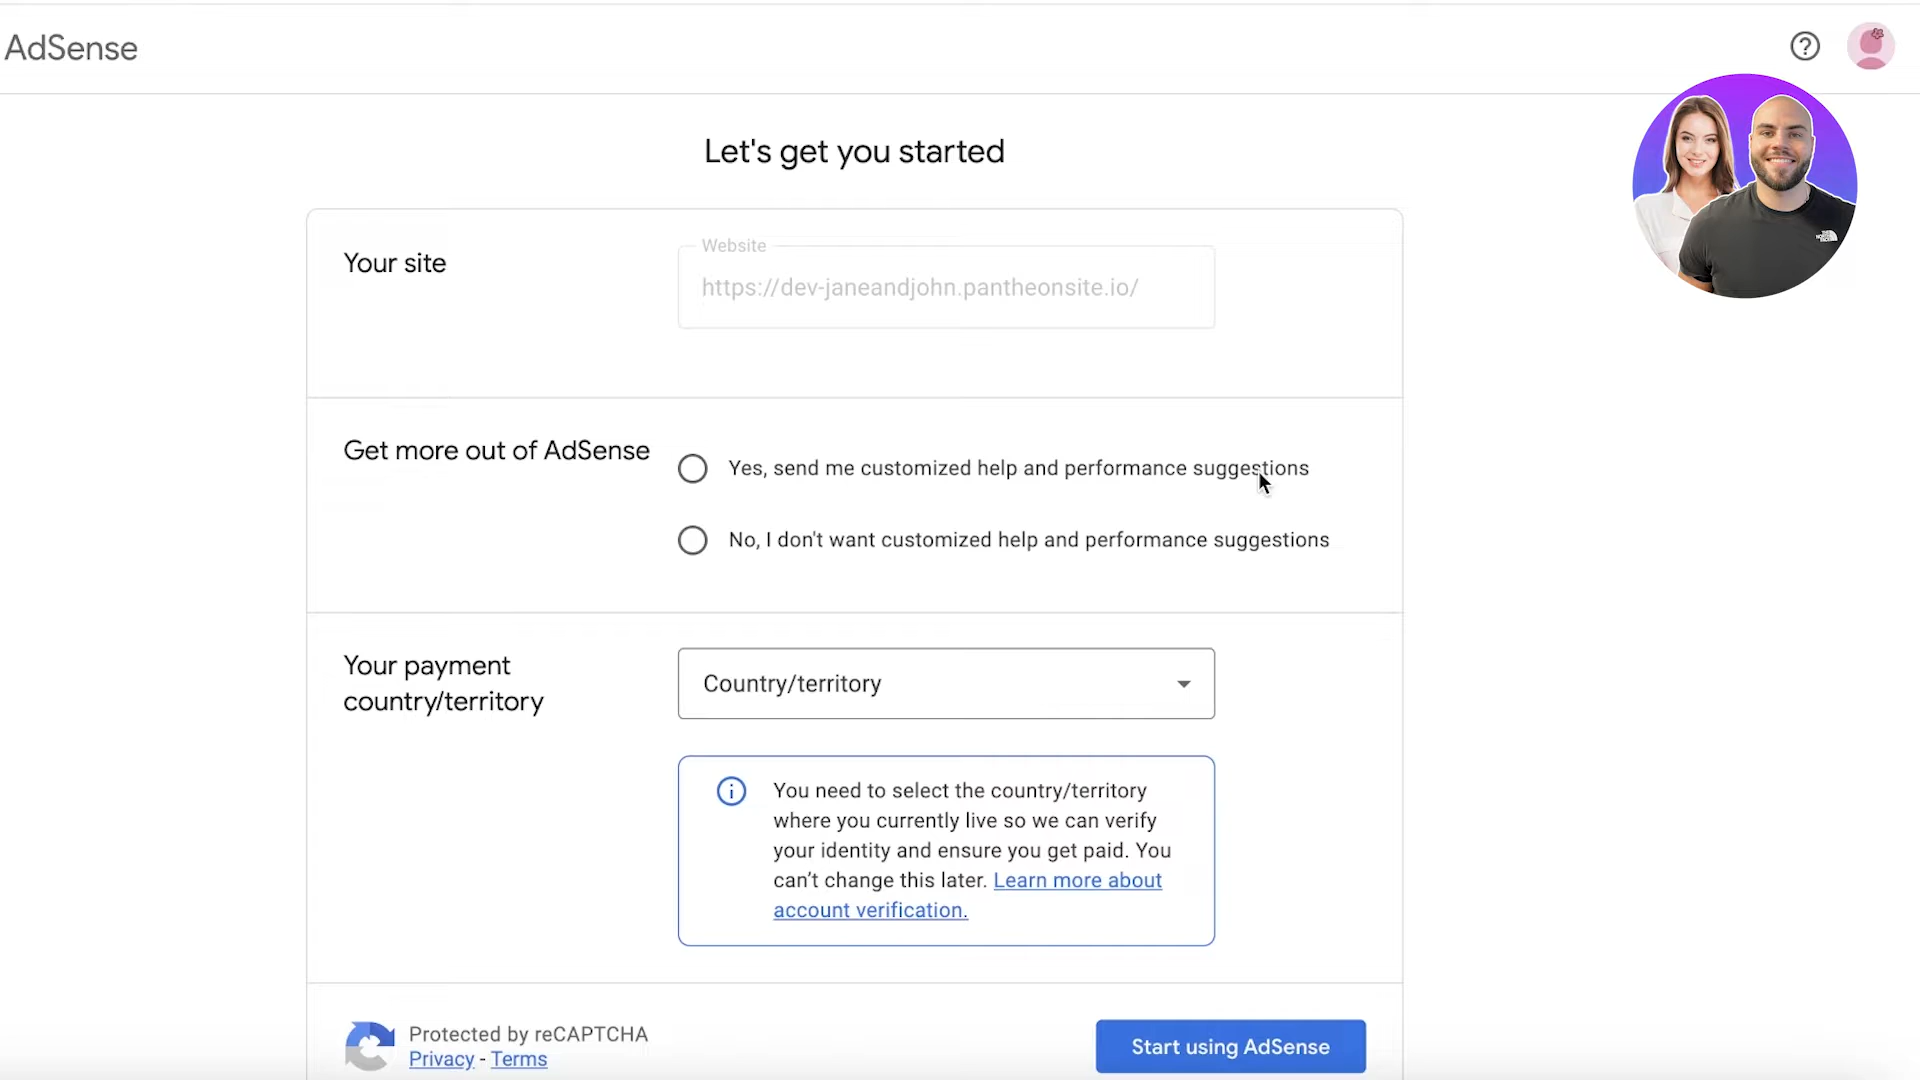 AdSense
Let's get you started
Your site
Website
https://dev-janeandjohn.pantheonsite.io/
Get more out of AdSense
Yes, send me customized help and performance suggestions
No, I don't want customized help and performance suggestions
Your payment
country/territory
Country/territory
You need to select the country/territory
where you currently live so we can verify
your identity and ensure you get paid. You
can’t change this later. Learn more about
account verification.
Protected by reCAPTCHA
Privacy - Terms
Start using AdSense